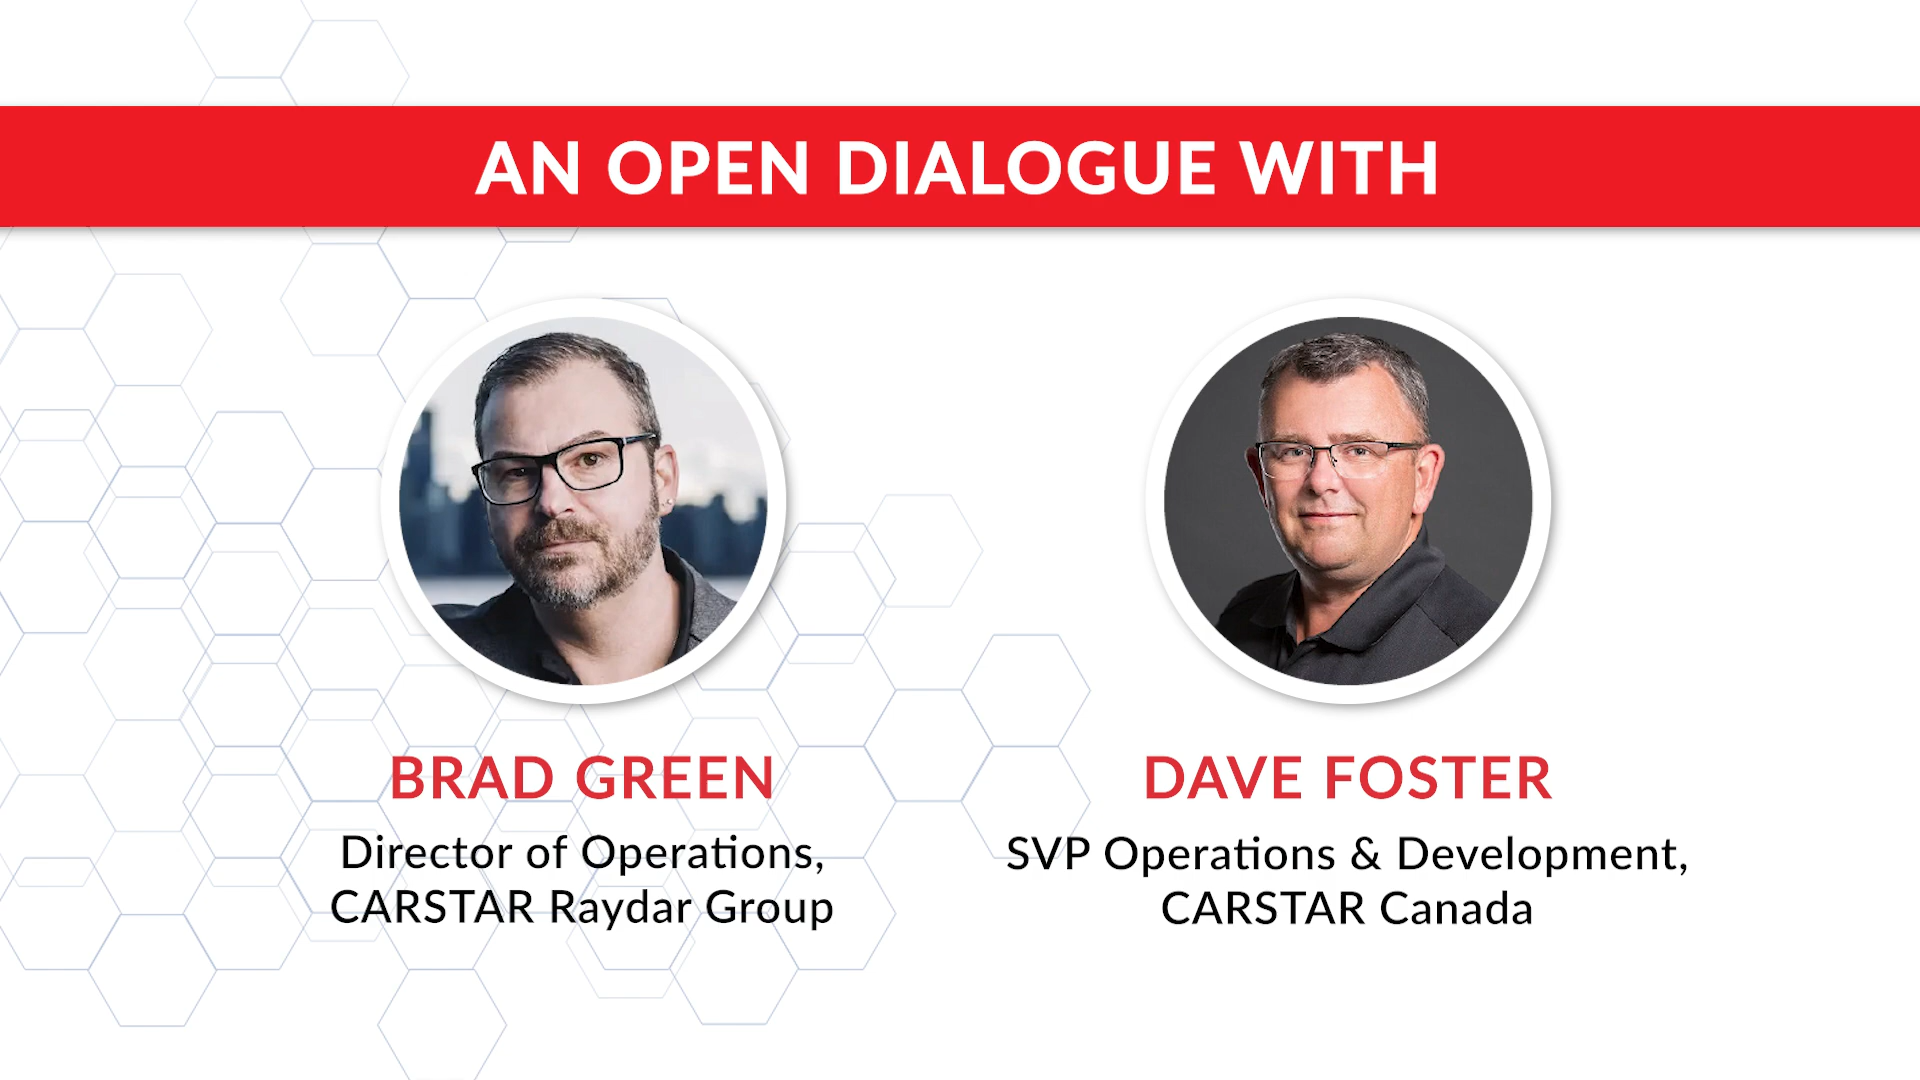 AN OPEN DIALOGUE WITH
BRAD GREEN
Director of Operations,
CARSTAR Raydar Group
DAVE FOSTER
SVP Operations & Development,
CARSTAR Canada